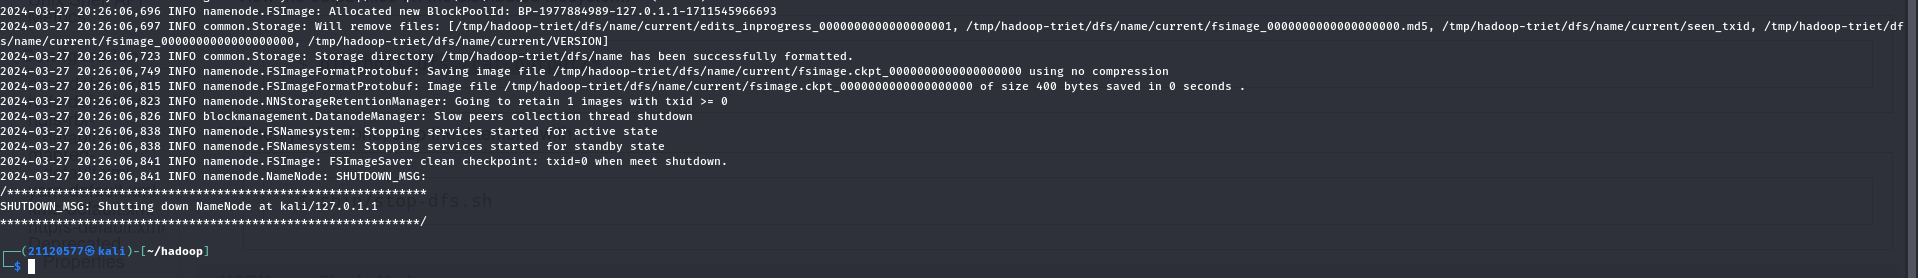 2024-03-27 20:26:06,696 INFO namenode.FSImage: Allocated new BlockPoolId: BP-1977884989-127.0.1.1-1711545966693
2024-03-27 20:26:06,697 INFO common.Storage: Will remove files: [/tmp/hadoop-triet/dfs/name/current/edits_inprogress_0000000000000000001, /tmp/hadoop-triet/dfs/name/current/fsimage_0000000000000000000.md5, /tmp/hadoop-triet/dfs/name/current/seen_txid, /tmp/hadoop-triet/df
s/name/current/fsimage_0000000000000000000, /tmp/hadoop-triet/dfs/name/current/VERSION]
2024-03-27 20:26:06,723 INFO common.Storage: Storage directory /tmp/hadoop-triet/dfs/name has been successfully formatted.
2024-03-27 20:26:06,749 INFO namenode.FSImageFormatProtobuf: Saving image file /tmp/hadoop-triet/dfs/name/current/fsimage.ckpt_0000000000000000000 using no compression
2024-03-27 20:26:06,815 INFO namenode.FSImageFormatProtobuf: Image file /tmp/hadoop-triet/dfs/name/current/fsimage.ckpt_0000000000000000000 of size 400 bytes saved in 0 seconds .
2024-03-27 20:26:06,823 INFO namenode.NNStorageRetentionManager: Going to retain 1 images with txid >= 0
2024-03-27 20:26:06,826 INFO blockmanagement.DatanodeManager: Slow peers collection thread shutdown
2024-03-27 20:26:06,838 INFO namenode.FSNamesystem: Stopping services started for active state
2024-03-27 20:26:06,838 INFO namenode.FSNamesystem: Stopping services started for standby state
2024-03-27 20:26:06,841 INFO namenode.FSImage: FSImageSaver clean checkpoint: txid=0 when meet shutdown.
2024-03-27 20:26:06,841 INFO namenode.NameNode: SHUTDOWN_MSG:
/************************************************************
SHUTDOWN_MSG: Shutting down NameNode at kali/127.0.1.1
************************************************************/
stop-dfs.sh
Deprecated
Properties
┌──(21120577㉿kali)-[~/hadoop]
└─$